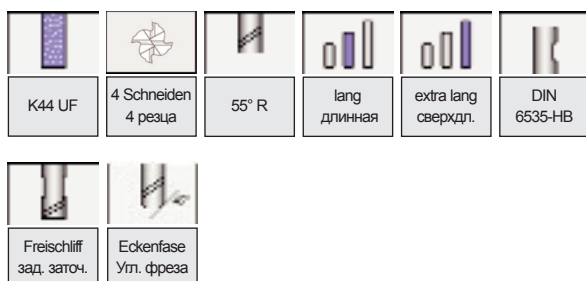 K44 UF
4 Schneiden
4 резца
55° R
lang
длинная
extra lang
сверхдл.
DIN
6535-HB
Freischliff
зад. заточ.
Eckenfase
Угл. фреза